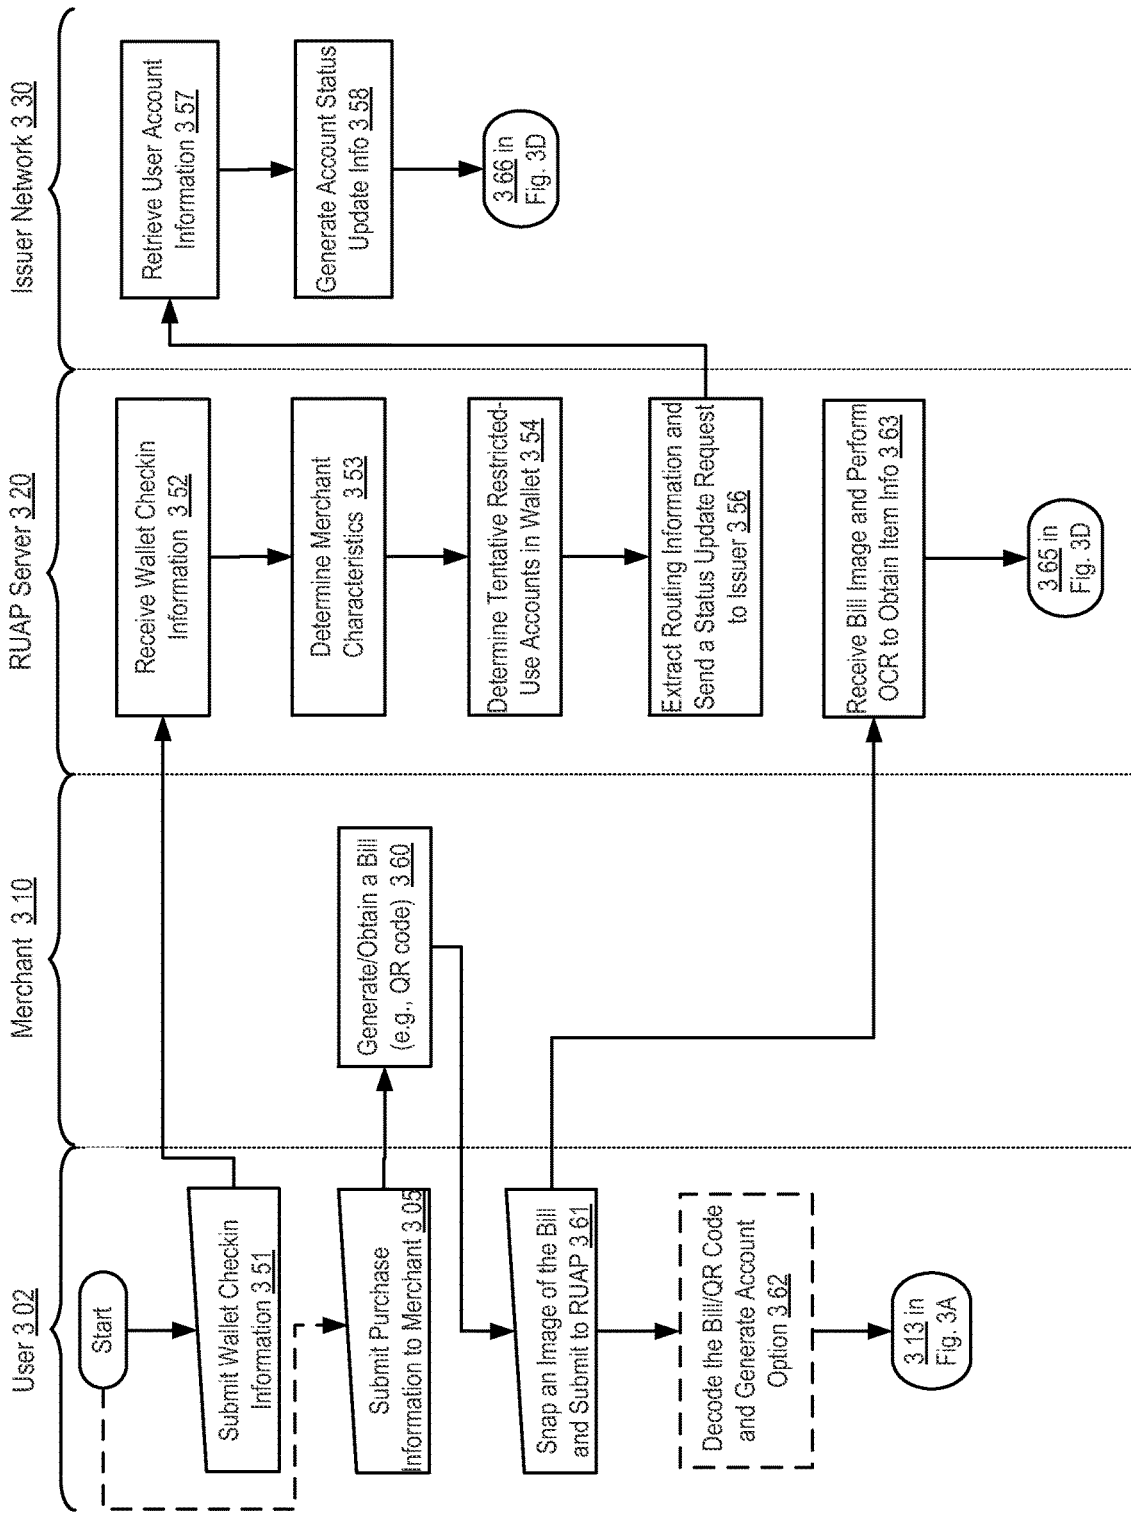 User 3 02
Merchant 3 10
RUAP Server 3 20
Issuer Network 3 30
Start
Submit Wallet Checkin
Information 3 51
Submit Purchase
Information to Merchant 3 05
Snap an Image of the Bill
and Submit to RUAP 3 61
Decode the Bill/QR Code
and Generate Account
Option 3 62
3 13 in
Fig. 3A
Generate/Obtain a Bill
(e.g., QR code) 3 60
Receive Wallet Checkin
Information 3 52
Determine Merchant
Characteristics 3 53
Determine Tentative Restricted-
Use Accounts in Wallet 3 54
Extract Routing Information and
Send a Status Update Request
to Issuer 3 56
Receive Bill Image and Perform
OCR to Obtain Item Info 3 63
3 65 in
Fig. 3D
Retrieve User Account
Information 3 57
Generate Account Status
Update Info 3 58
3 66 in
Fig. 3D